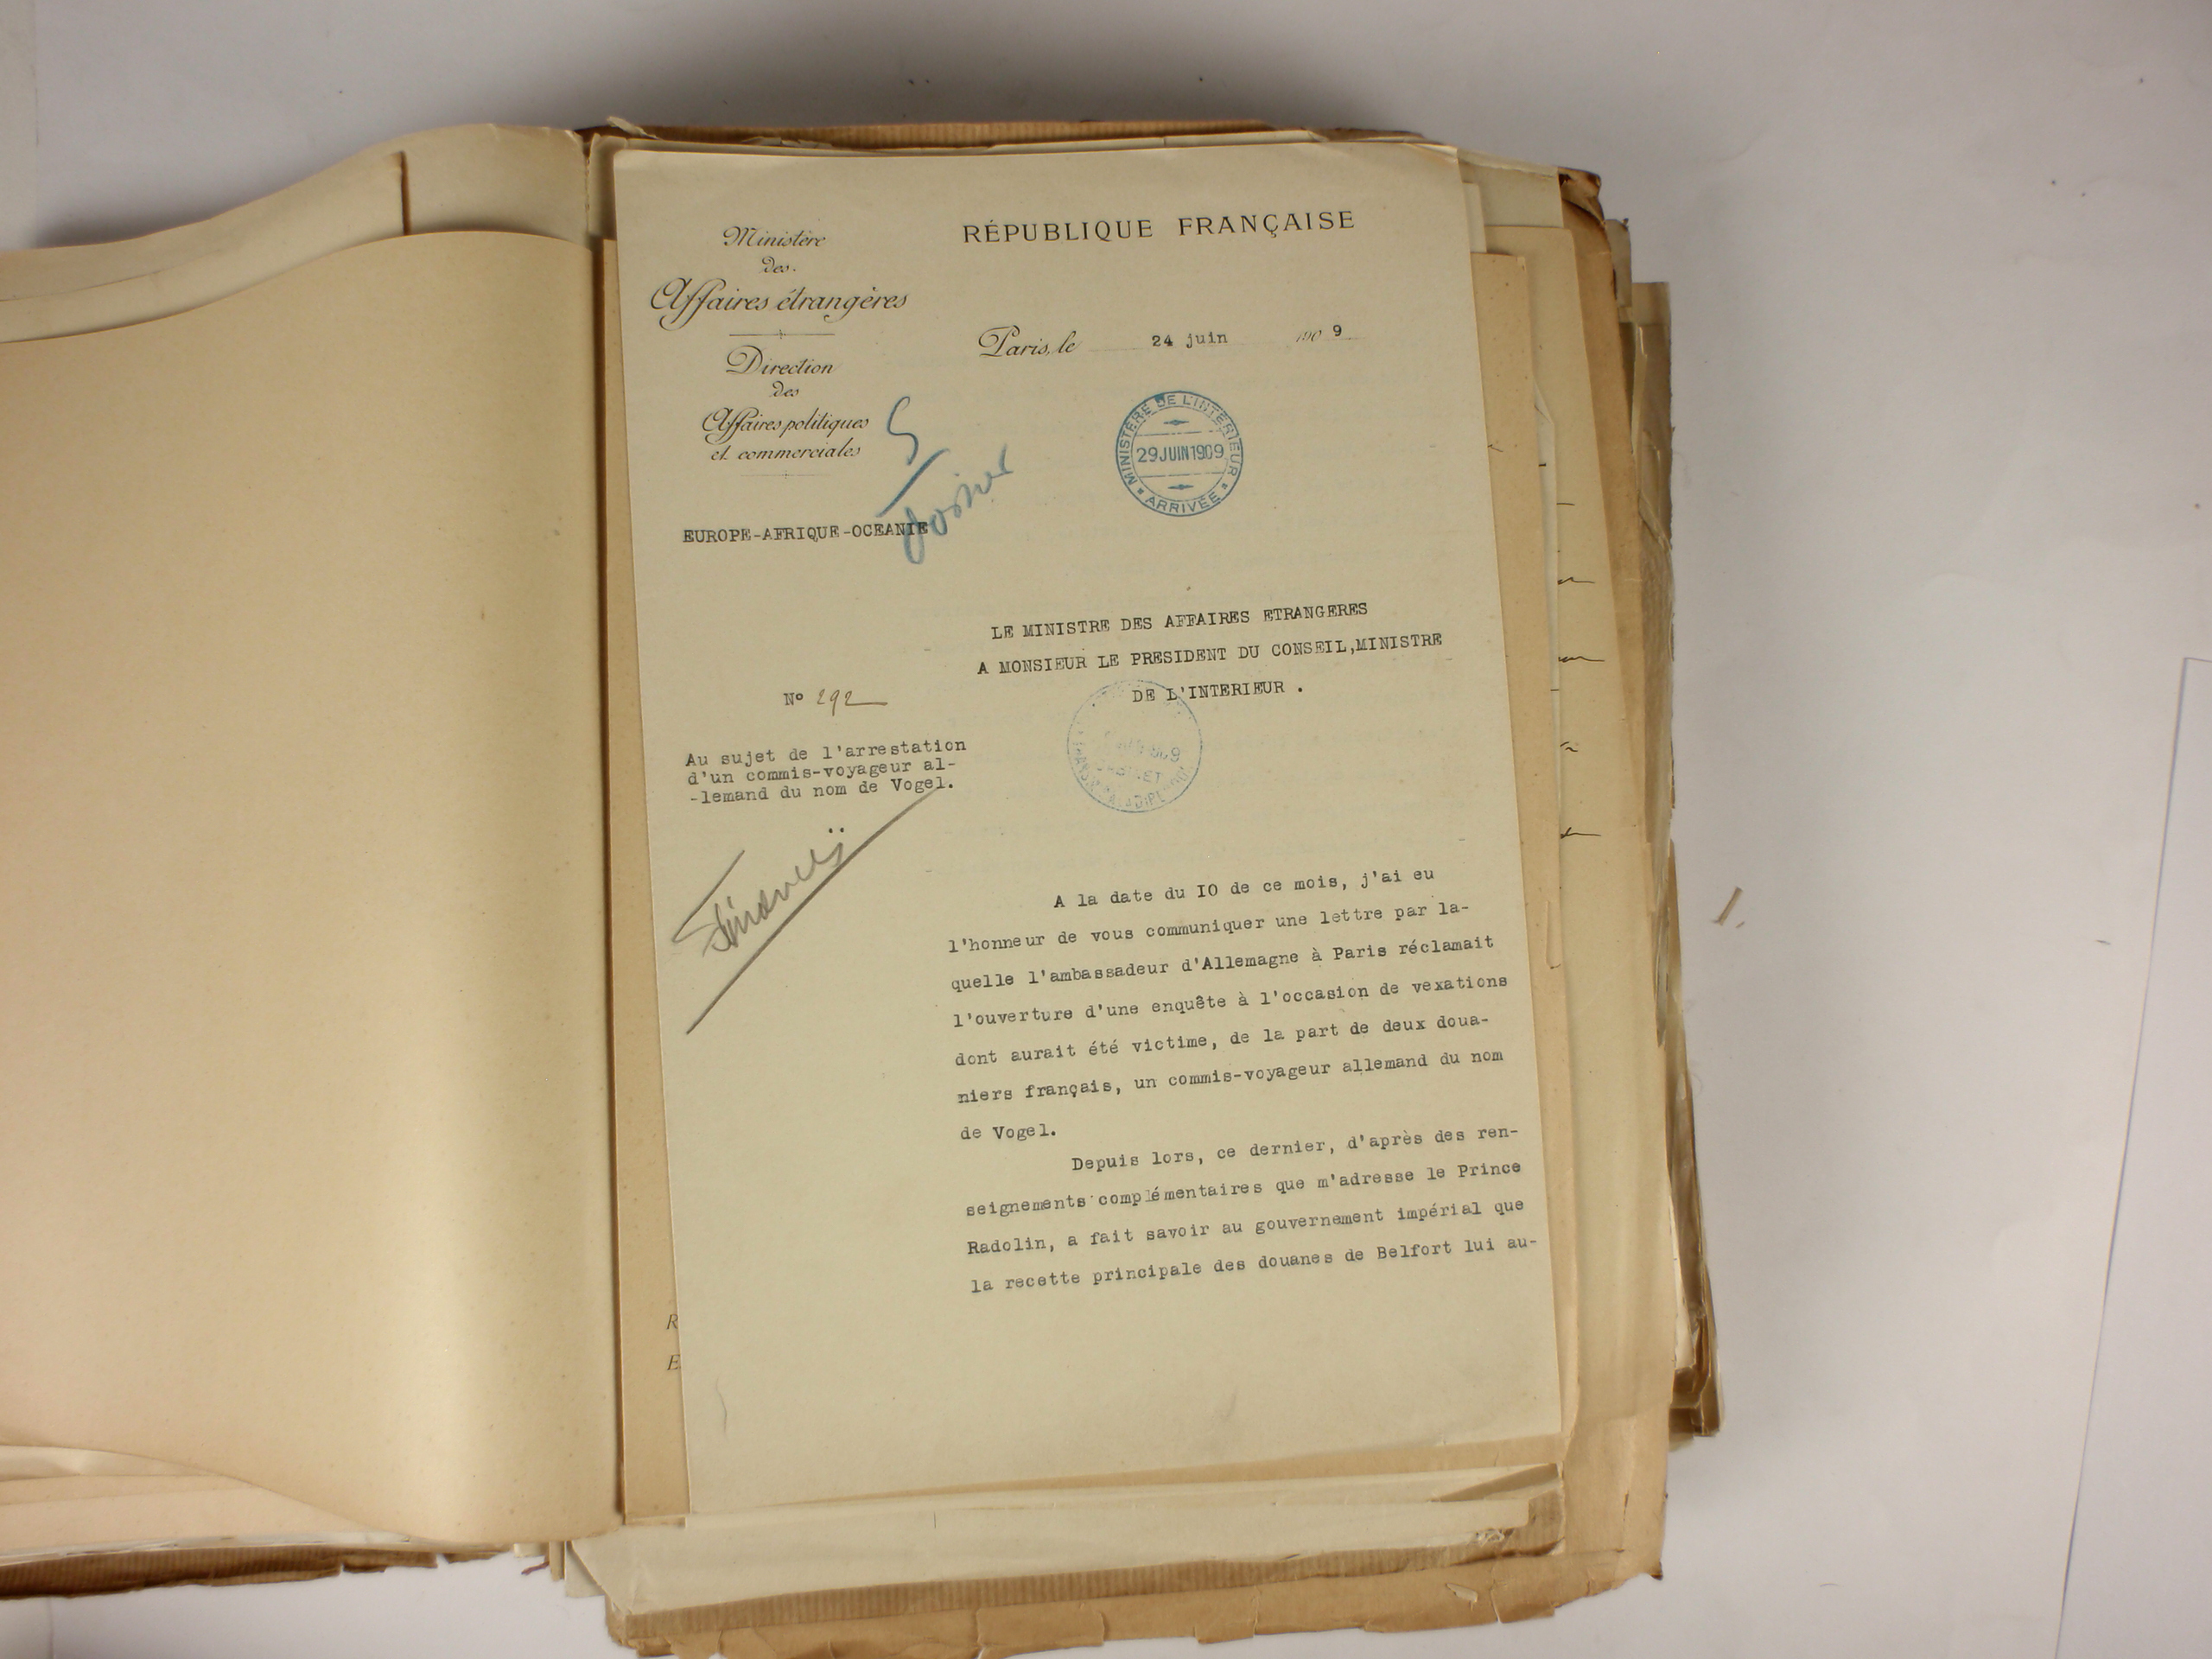 Ministère
des
Affaires étrangères
Direction
des
Affaires politiques
et commerciales
EUROPE-AFRIQUE-OCEANIE
RÉPUBLIQUE FRANÇAISE
Paris, le 24 juin 1909
MINISTÈRE DE L'INTÉRIEUR
29 JUIN 1909
ARRIVÉE
LE MINISTRE DES AFFAIRES ETRANGERES
A MONSIEUR LE PRESIDENT DU CONSEIL,MINISTRE
DE L'INTERIEUR .
N° 292
Au sujet de l'arrestation
d'un commis-voyageur al-
-lemand du nom de Vogel.
A la date du IO de ce mois, j'ai eu
l'honneur de vous communiquer une lettre par la-
quelle l'ambassadeur d'Allemagne à Paris réclamait
l'ouverture d'une enquête à l'occasion de vexations
dont aurait été victime, de la part de deux doua-
niers français, un commis-voyageur allemand du nom
de Vogel.
Depuis lors, ce dernier, d'après des ren-
seignements complémentaires que m'adresse le Prince
Radolin, a fait savoir au gouvernement impérial que
la recette principale des douanes de Belfort lui au-
R
E